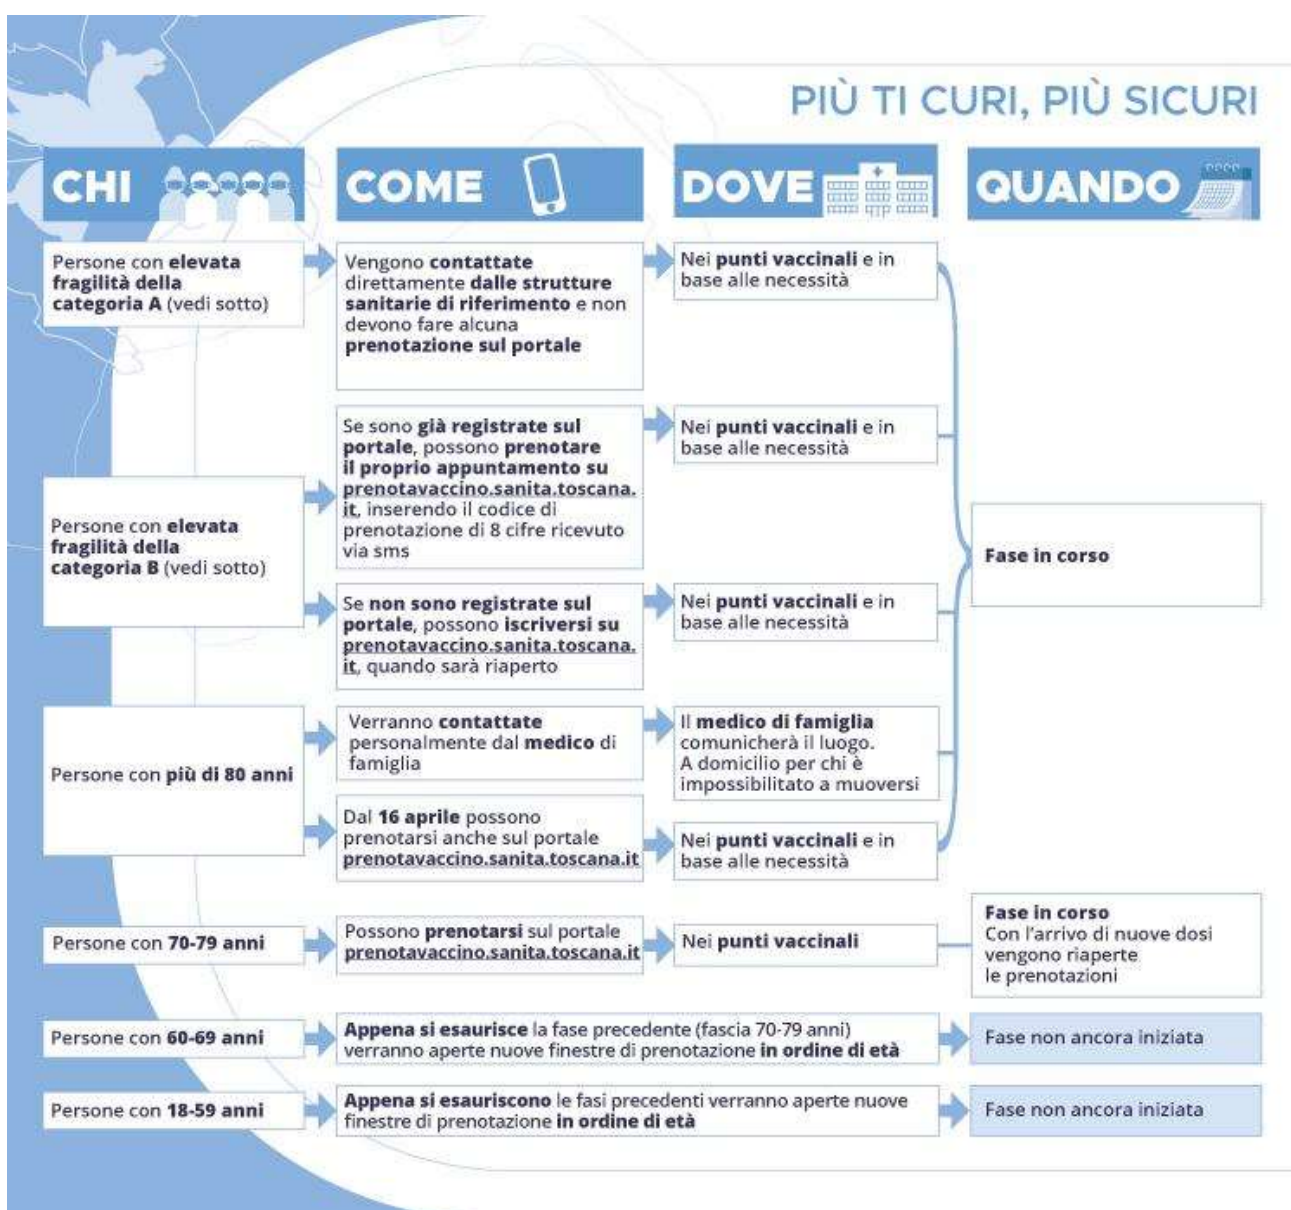 PIÙ TI CURI, PIÙ SICURI
CHI
COME
DOVE
QUANDO
Persone con elevata
fragilità della
categoria A (vedi sotto)
Vengono contattate
direttamente dalle strutture
sanitarie di riferimento e non
devono fare alcuna
prenotazione sul portale
Nei punti vaccinali e in
base alle necessità
Persone con elevata
fragilità della
categoria B (vedi sotto)
Se sono già registrate sul
portale, possono prenotare
il proprio appuntamento su
prenotavaccino.sanita.toscana.
it, inserendo il codice di
prenotazione di 8 cifre ricevuto
via sms
Nei punti vaccinali e in
base alle necessità
Se non sono registrate sul
portale, possono iscriversi su
prenotavaccino.sanita.toscana.
it, quando sarà riaperto
Nei punti vaccinali e in
base alle necessità
Fase in corso
Persone con più di 80 anni
Verranno contattate
personalmente dal medico di
famiglia
Il medico di famiglia
comunicherà il luogo.
A domicilio per chi è
impossibilitato a muoversi
Dal 16 aprile possono
prenotarsi anche sul portale
prenotavaccino.sanita.toscana.it
Nei punti vaccinali e in
base alle necessità
Persone con 70-79 anni
Possono prenotarsi sul portale
prenotavaccino.sanita.toscana.it
Nei punti vaccinali
Fase in corso
Con l'arrivo di nuove dosi
vengono riaperte
le prenotazioni
Persone con 60-69 anni
Appena si esaurisce la fase precedente (fascia 70-79 anni)
verranno aperte nuove finestre di prenotazione in ordine di età
Fase non ancora iniziata
Persone con 18-59 anni
Appena si esauriscono le fasi precedenti verranno aperte nuove
finestre di prenotazione in ordine di età
Fase non ancora iniziata